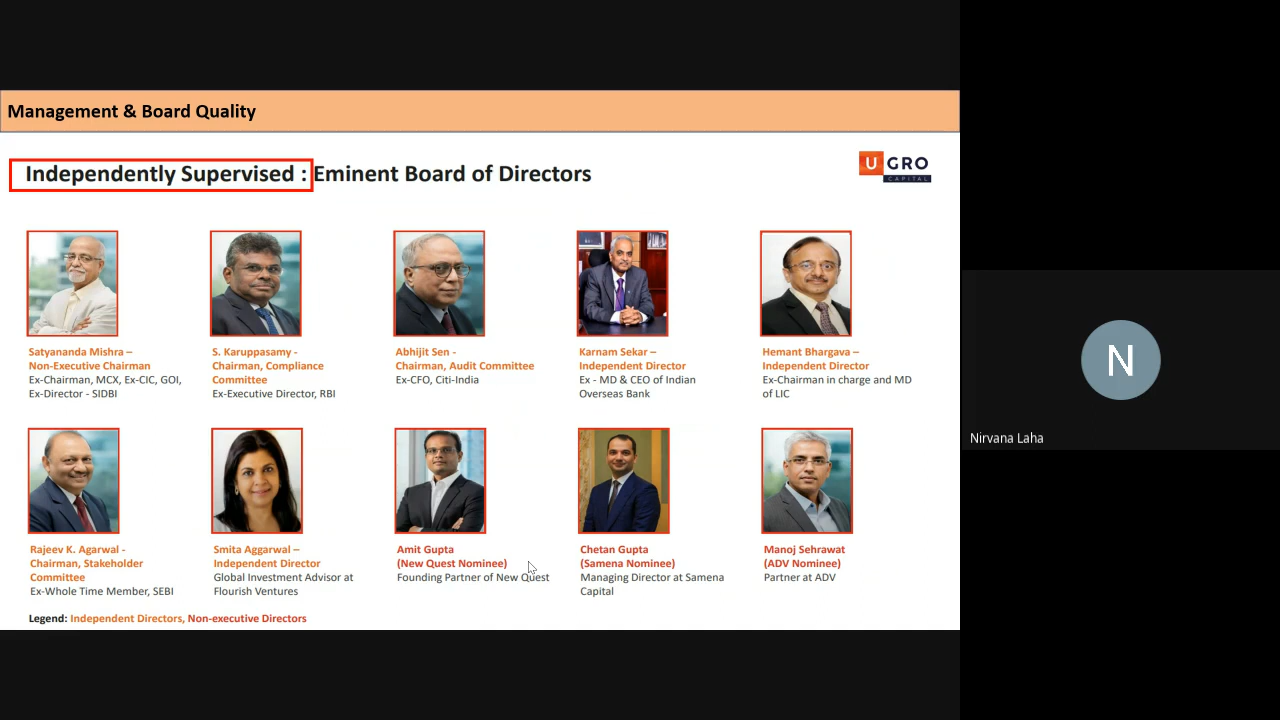 Management & Board Quality
Independently Supervised : Eminent Board of Directors
U GRO
CAPITAL
Satyananda Mishra –
Non-Executive Chairman
Ex-Chairman, MCX, Ex-CIC, GOI,
Ex-Director - SIDBI
S. Karuppasamy -
Chairman, Compliance
Committee
Ex-Executive Director, RBI
Abhijit Sen -
Chairman, Audit Committee
Ex-CFO, Citi-India
Karnam Sekar –
Independent Director
Ex - MD & CEO of Indian
Overseas Bank
Hemant Bhargava –
Independent Director
Ex-Chairman in charge and MD
of LIC
Rajeev K. Agarwal -
Chairman, Stakeholder
Committee
Ex-Whole Time Member, SEBI
Smita Aggarwal –
Independent Director
Global Investment Advisor at
Flourish Ventures
Amit Gupta
(New Quest Nominee)
Founding Partner of New Quest
Chetan Gupta
(Samena Nominee)
Managing Director at Samena
Capital
Manoj Sehrawat
(ADV Nominee)
Partner at ADV
Legend: Independent Directors, Non-executive Directors
N
Nirvana Laha